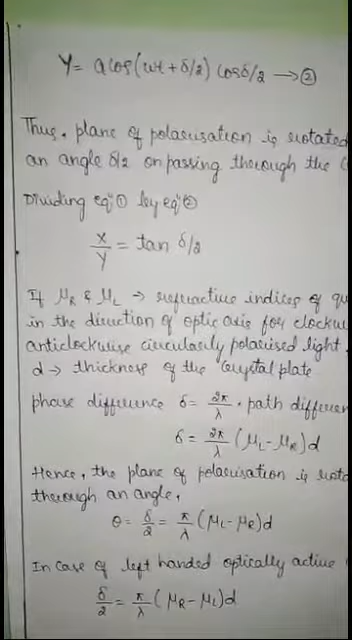 Y = a cos(wt + δ/2) cos δ/2 → ②
Thus, plane of polarisation is rotated
an angle δ/2 on passing through the
Dividing eqⁿ ① by eqⁿ ②
X/Y = tan δ/2
If μR & μL → refractive indices of
in the direction of optic axis for
anticlockwise circularly polarised light.
d → thickness of the crystal plate
phase difference δ = 2π/λ . path
δ = 2π/λ (μL - μR)d
Hence, the plane of polarisation is
through an angle,
θ = δ/2 = π/λ (μL - μR)d
In case of left handed optically active
δ/2 = π/λ (μR - μL)d